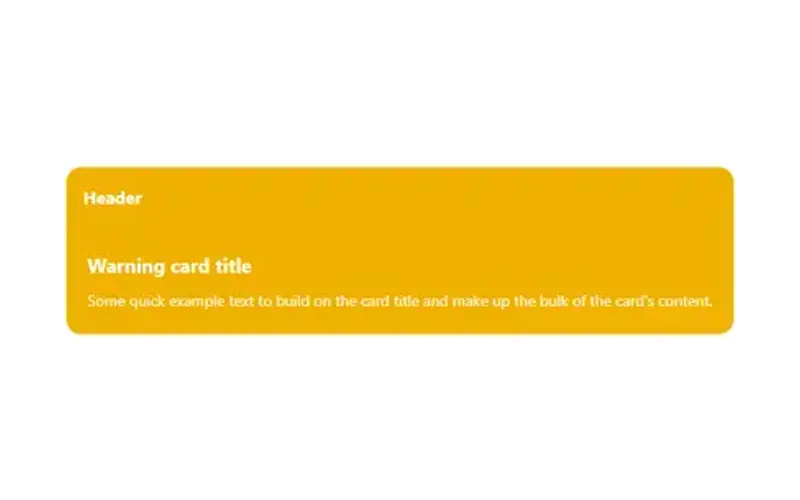 Header
Warning card title
Some quick example text to build on the card title and make up the bulk of the card's content.